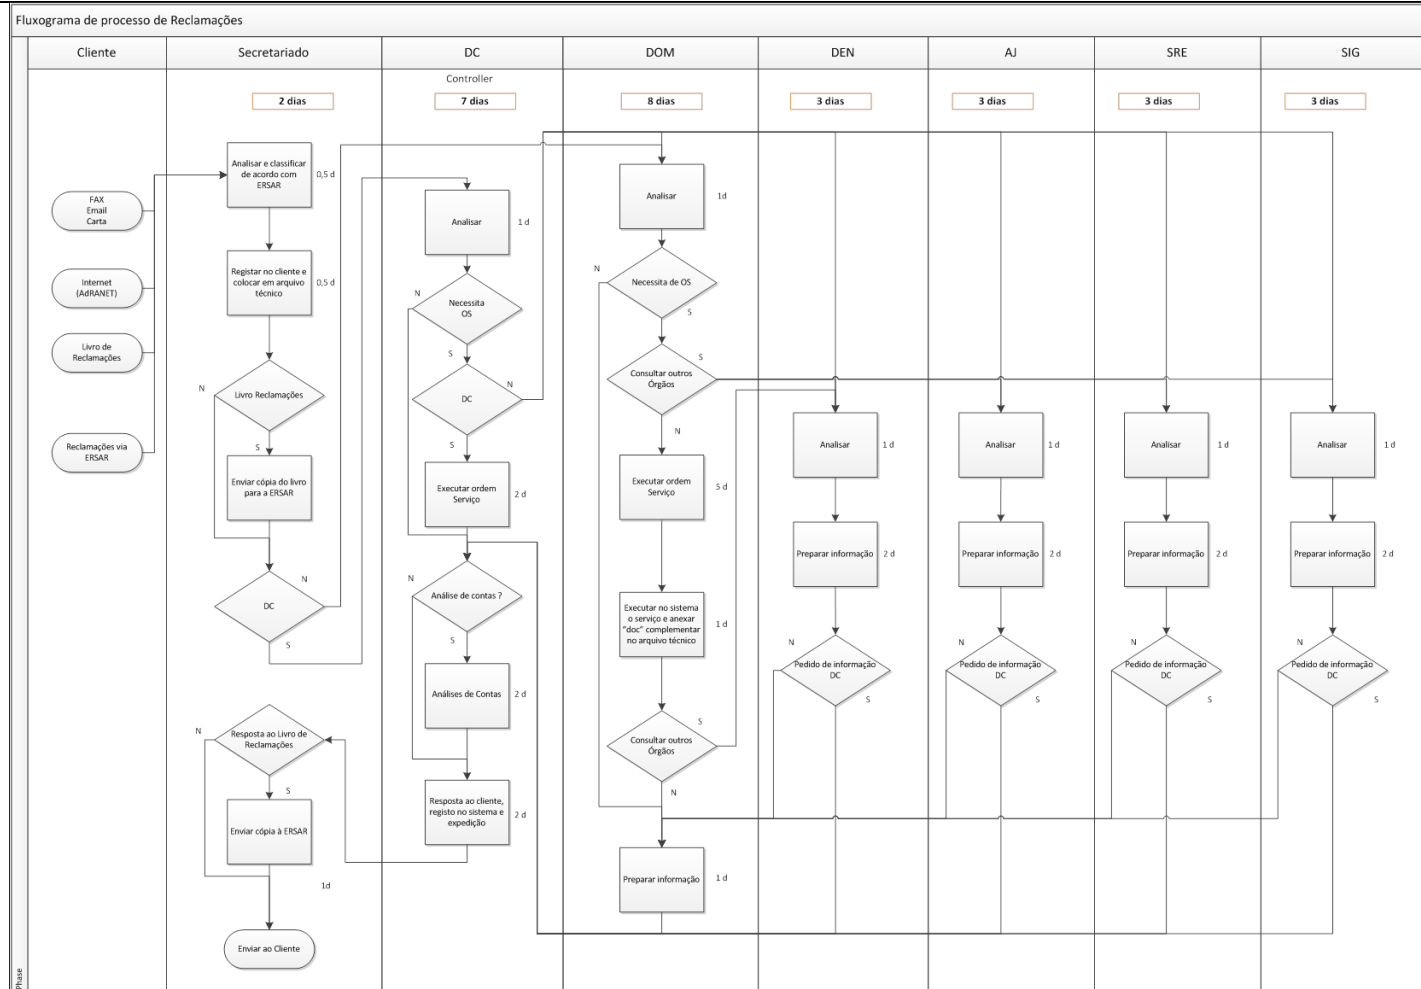 Fluxograma de processo de Reclamações
Cliente
Secretariado
DC
DOM
DEN
AJ
SRE
SIG
Controller
2 dias
7 dias
8 dias
3 dias
3 dias
3 dias
3 dias
FAX
Email
Carta
Internet
(AdRANET)
Livro de
Reclamações
Reclamações via
ERSAR
Analisar e classificar
de acordo com
ERSAR
0,5 d
Registar no cliente e
colocar em arquivo
técnico
0,5 d
N
Livro Reclamações
S
Enviar cópia do livro
para a ERSAR
N
DC
S
N
Resposta ao Livro de
Reclamações
S
Enviar cópia à ERSAR
1d
Enviar ao Cliente
Analisar
1 d
N
Necessita
OS
S
N
DC
S
Executar ordem
Serviço
2 d
N
Análise de contas ?
S
Análises de Contas
2 d
Resposta ao cliente,
registo no sistema e
expedição
2 d
Analisar
1d
N
Necessita de OS
S
S
Consultar outros
Órgãos
N
Executar ordem
Serviço
5 d
Executar no sistema
o serviço e anexar
"doc" complementar
no arquivo técnico
1 d
S
Consultar outros
Órgãos
N
Preparar informação
1 d
Analisar
1 d
Preparar informação
2 d
N
Pedido de informação
DC
S
Analisar
1 d
Preparar informação
2 d
N
Pedido de informação
DC
S
Analisar
1 d
Preparar informação
2 d
N
Pedido de informação
DC
S
Analisar
1 d
Preparar informação
2 d
N
Pedido de informação
DC
S
Phase